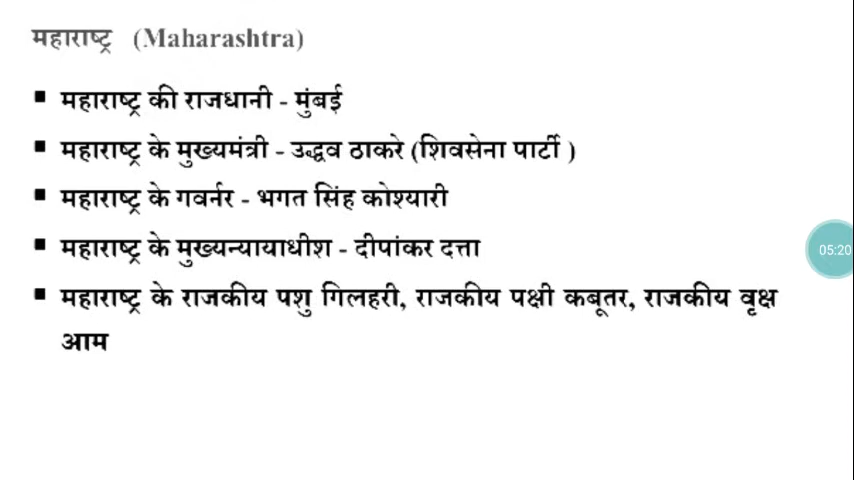 महाराष्ट्र (Maharashtra)
▪ महाराष्ट्र की राजधानी - मुंबई
▪ महाराष्ट्र के मुख्यमंत्री - उद्धव ठाकरे (शिवसेना पार्टी )
▪ महाराष्ट्र के गवर्नर - भगत सिंह कोश्यारी
▪ महाराष्ट्र के मुख्यन्यायाधीश - दीपांकर दत्ता
▪ महाराष्ट्र के राजकीय पशु गिलहरी, राजकीय पक्षी कबूतर, राजकीय वृक्ष
आम
05:20